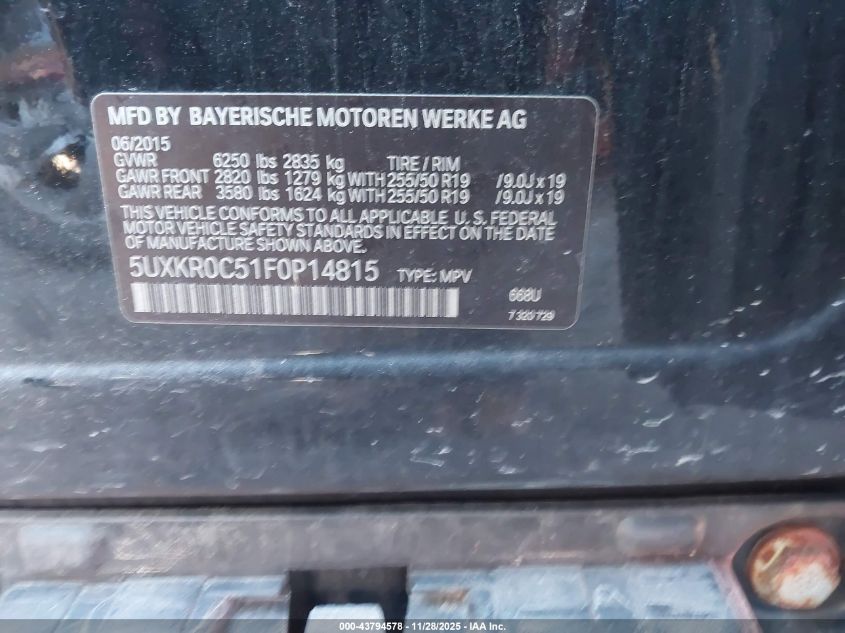 MFD BY BAYERISCHE MOTOREN WERKE AG
06/2015
GVWR 6250 lbs 2835 kg TIRE / RIM
GAWR FRONT 2820 lbs 1279 kg WITH 255/50 R19 /9.0J x 19
GAWR REAR 3580 lbs 1624 kg WITH 255/50 R19 /9.0J x 19
THIS VEHICLE CONFORMS TO ALL APPLICABLE U.S. FEDERAL
MOTOR VEHICLE SAFETY STANDARDS IN EFFECT ON THE DATE
OF MANUFACTURE SHOWN ABOVE.
5UXKR0C51F0P14815 TYPE: MPV
668U
7 320 729
000-43794578 - 11/28/2025 - IAA Inc.